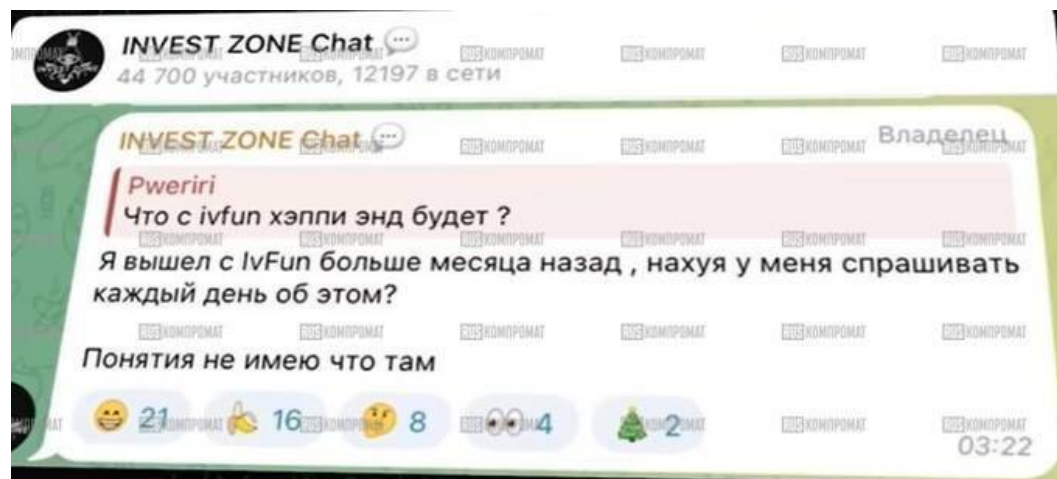 INVEST ZONE Chat 💬
44 700 участников, 12197 в сети
INVEST ZONE Chat 💬 Владелец
Pweriri
Что с ivfun хэппи энд будет ?
Я вышел с IvFun больше месяца назад , нахуя у меня спрашивать
каждый день об этом?
Понятия не имею что там
😁 21 🍌 16 🤔 8 👀 4 🎄 2
03:22